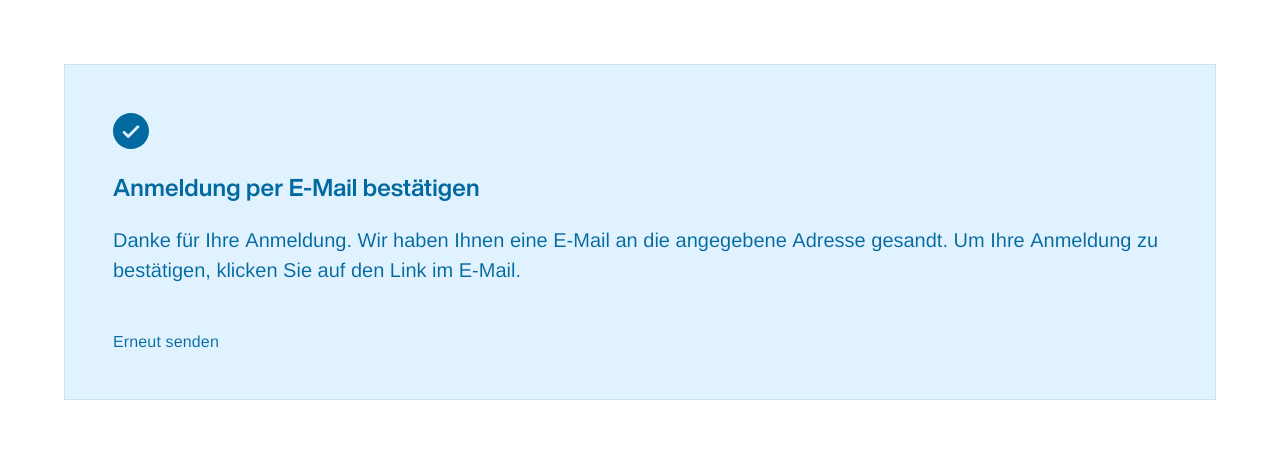 Anmeldung per E-Mail bestätigen
Danke für Ihre Anmeldung. Wir haben Ihnen eine E-Mail an die angegebene Adresse gesandt. Um Ihre Anmeldung zu
bestätigen, klicken Sie auf den Link im E-Mail.
Erneut senden